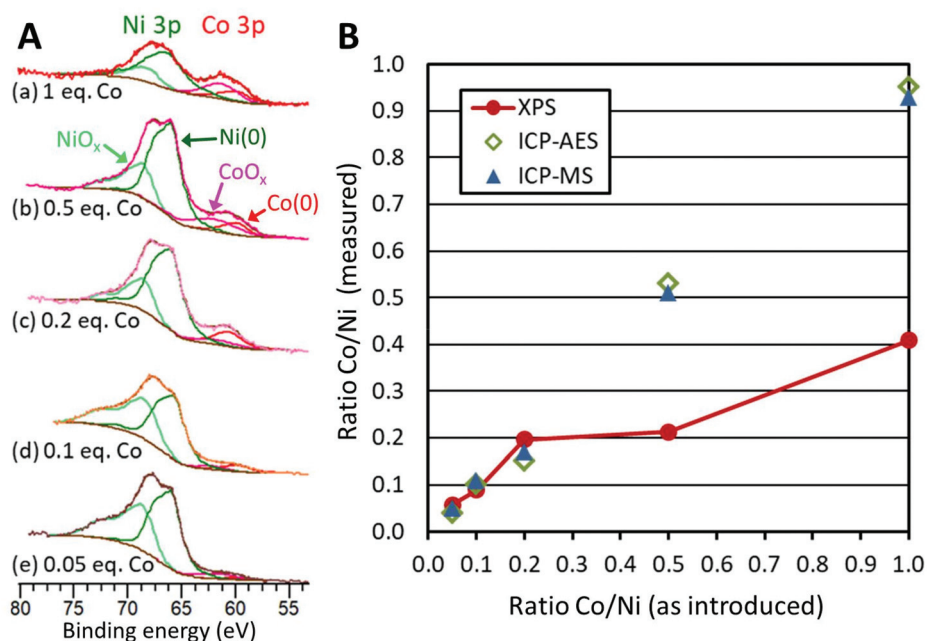 A
Ni 3p Co 3p
(a) 1 eq. Co
NiOx
Ni(0)
CoOx
Co(0)
(b) 0.5 eq. Co
(c) 0.2 eq. Co
(d) 0.1 eq. Co
(e) 0.05 eq. Co
80 75 70 65 60 55
Binding energy (eV)
B
Ratio Co/Ni (measured)
1.0
0.9
0.8
0.7
0.6
0.5
0.4
0.3
0.2
0.1
0.0
XPS
ICP-AES
ICP-MS
0.0 0.1 0.2 0.3 0.4 0.5 0.6 0.7 0.8 0.9 1.0
Ratio Co/Ni (as introduced)